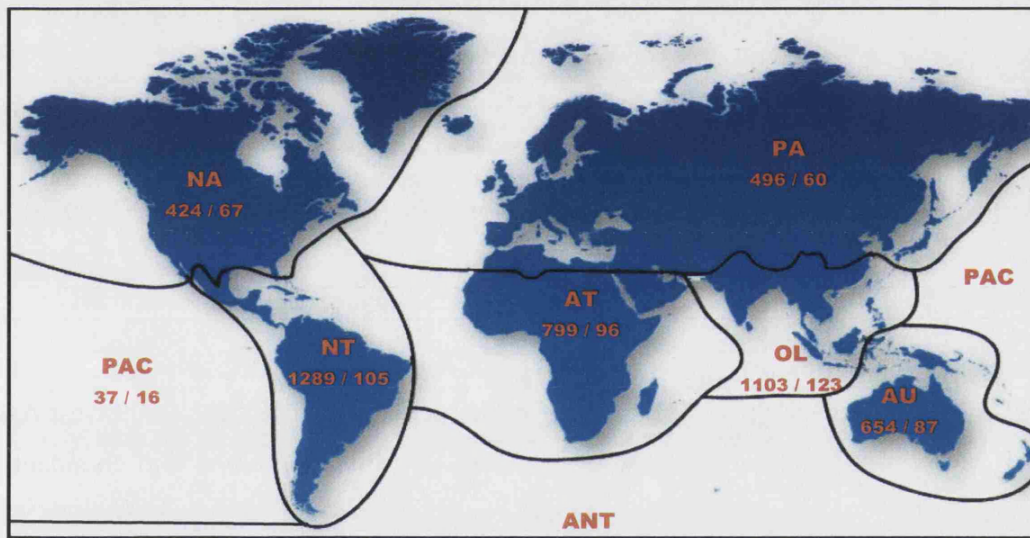 NA
424 / 67
PA
496 / 60
AT
799 / 96
PAC
PAC
37 / 16
NT
1289 / 105
OL
1103 / 123
AU
654 / 87
ANT